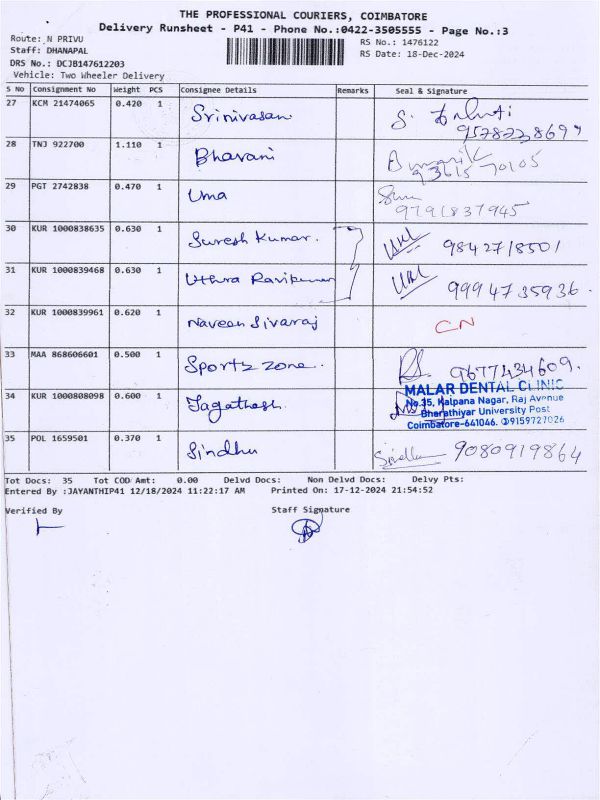 THE PROFESSIONAL COURIERS, COIMBATORE
Delivery Runsheet - P41 - Phone No.:0422-3505555 - Page No.:3
Route: N PRIVU RS No.: 1476122
Staff: DHANAPAL RS Date: 18-Dec-2024
DRS No.: DCJB147612203
Vehicle: Two Wheeler Delivery
S No Consignment No Weight PCS Consignee Details Remarks Seal & Signature
27 KCM 21474065 0.420 1 Srinivasan S.
28 TNJ 922700 1.110 1 Bhavani 93615 70105
29 PGT 2742838 0.470 1 Uma 9791837945
30 KUR 1000838635 0.630 1 Suresh Kumar. 9842718501
31 KUR 1000839468 0.630 1 Uthra Ravikumar 9994735936.
32 KUR 1000839961 0.620 1 Naveen Sivaraj CN
33 MAA 868606601 0.500 1 Sportz zone. 9677434609.
34 KUR 1000808098 0.600 1 Jagathesh.
MALAR DENTAL CLINIC
No.35, Kalpana Nagar, Raj Avenue
Bharathiyar University Post
Coimbatore-641046. 9159727026
35 POL 1659501 0.370 1 Sindhu Sindhu 9080919864
Tot Docs: 35 Tot COD Amt: 0.00 Delvd Docs: Non Delvd Docs: Delvy Pts:
Entered By :JAYANTHIP41 12/18/2024 11:22:17 AM Printed On: 17-12-2024 21:54:52
Verified By Staff Signature